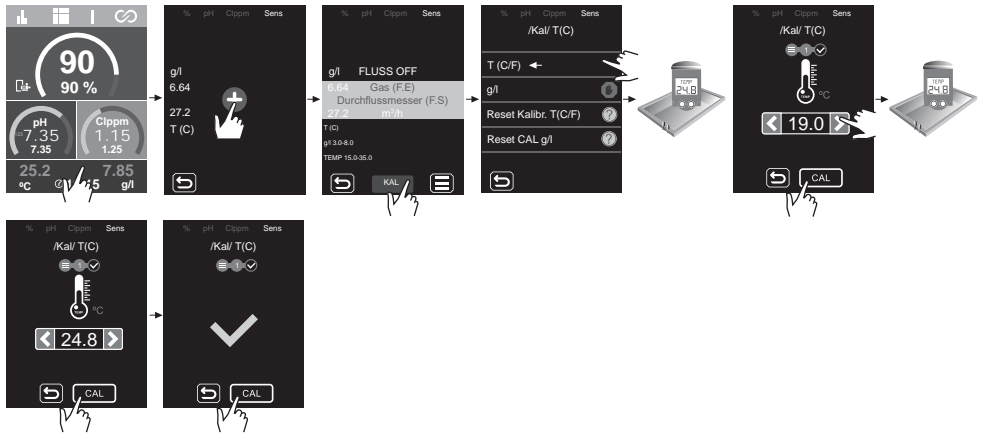 90
90 %
pH
7.35
7.35
Clppm
1.15
1.25
25.2
7.85
ºC
g/l
% pH Clppm Sens
g/l
6.64
27.2
T (C)
% pH Clppm Sens
g/l FLUSS OFF
6.64 Gas (F.E)
Durchflussmesser (F.S)
27.2 m³/h
T (C)
g/l 3.0-8.0
TEMP 15.0-35.0
KAL
% pH Clppm Sens
/Kal/ T(C)
T (C/F)
g/l
Reset Kalibr. T(C/F)
Reset CAL g/l
TEMP
24.8
% pH Clppm Sens
/Kal/ T(C)
1
TEMP
ºC
19.0
CAL
TEMP
24.8
% pH Clppm Sens
/Kal/ T(C)
1
TEMP
ºC
24.8
CAL
% pH Clppm Sens
/Kal/ T(C)
1
CAL